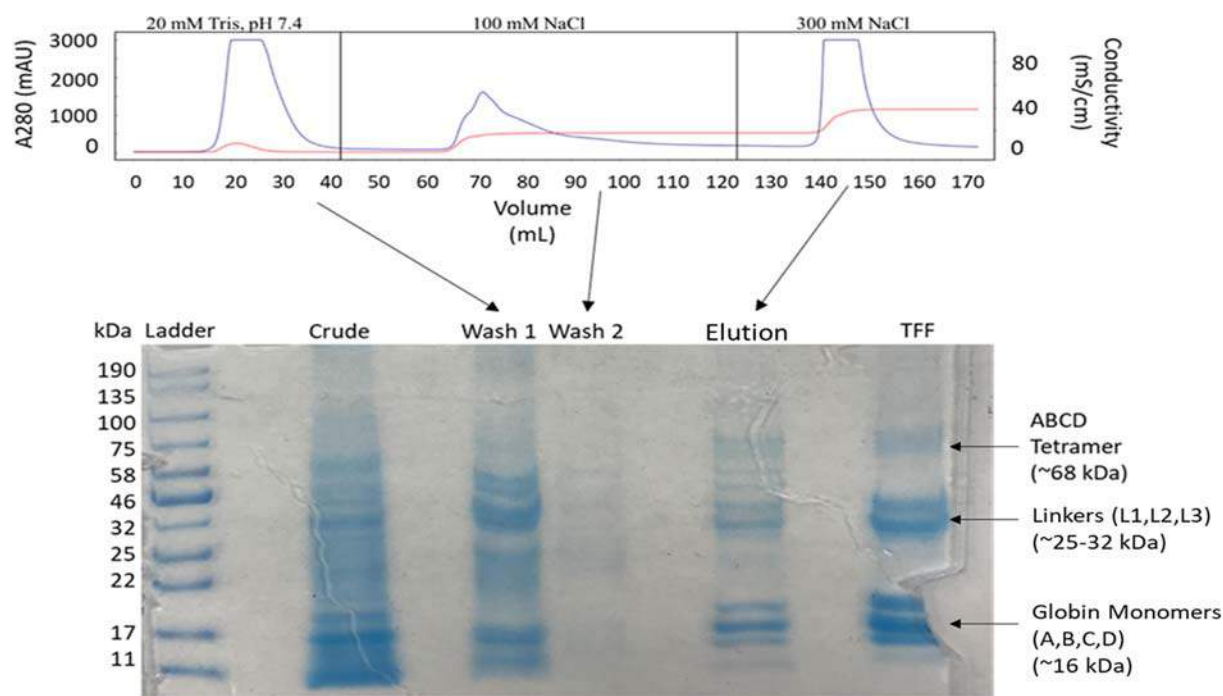 20 mM Tris, pH 7.4 100 mM NaCl 300 mM NaCl
A280 (mAU)
3000
2000
1000
0
80
40
0
Conductivity
(mS/cm)
0 10 20 30 40 50 60 70 80 90 100 110 120 130 140 150 160 170
Volume
(mL)
kDa Ladder Crude Wash 1 Wash 2 Elution TFF
190
135
100
75
58
46
32
25
22
17
11
ABCD
Tetramer
(~68 kDa)
Linkers (L1,L2,L3)
(~25-32 kDa)
Globin Monomers
(A,B,C,D)
(~16 kDa)